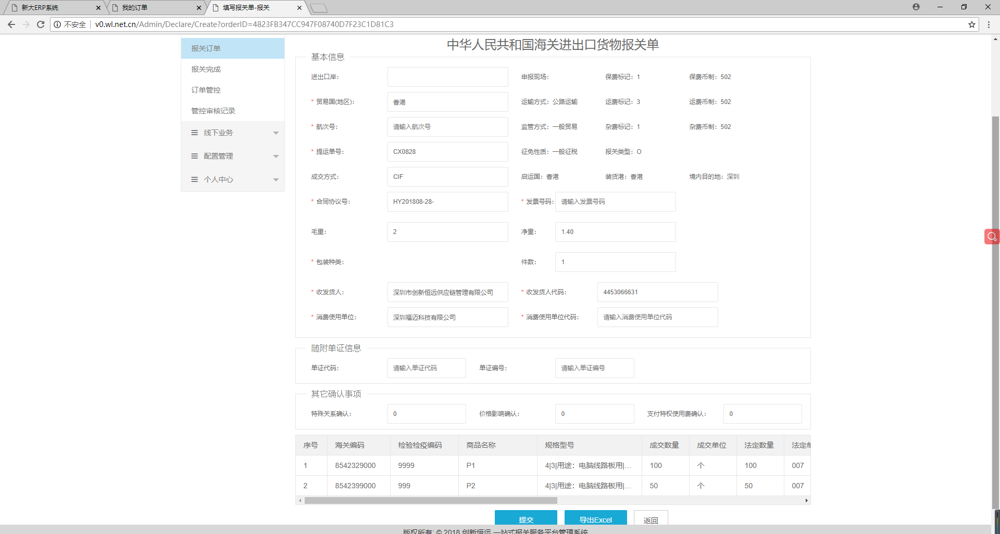 新大ERP系统
我的订单
填写报关单-报关
不安全 v0.wl.net.cn/Admin/Declare/Create?orderID=4823FB347CC947F08740D7F23C1D81C3
报关订单
报关完成
订单管控
管控审核记录
线下业务
配置管理
个人中心
中华人民共和国海关进出口货物报关单
基本信息
进出口岸: 申报现场: 保费标记: 1 保费币制: 502
* 贸易国(地区): 香港 运输方式: 公路运输 运费标记: 3 运费币制: 502
* 航次号: 请输入航次号 监管方式: 一般贸易 杂费标记: 1 杂费币制: 502
* 提运单号: CX0828 征免性质: 一般征税 报关类型: O
成交方式: CIF 启运国: 香港 装货港: 香港 境内目的地: 深圳
* 合同协议号: HY201808-28- * 发票号码: 请输入发票号码
毛重: 2 净重: 1.40
* 包装种类: 件数: 1
* 收发货人: 深圳市创新恒远供应链管理有限公司 * 收发货人代码: 4453066631
* 消费使用单位: 深圳福迈科技有限公司 * 消费使用单位代码: 请输入消费使用单位代码
随附单证信息
单证代码: 请输入单证代码 单证编号: 请输入单证编号
其它确认事项
特殊关系确认: 0 价格影响确认: 0 支付特权使用费确认: 0
序号 海关编码 检验检疫编码 商品名称 规格型号 成交数量 成交单位 法定数量 法定单
1 8542329000 9999 P1 4|3|用途：电脑线路板用|... 100 个 100 007
2 8542399000 999 P2 4|3|用途：电脑线路板用|... 50 个 50 007
提交 导出Excel 返回
版权所有: © 2018 创新恒远 一站式报关服务平台管理系统